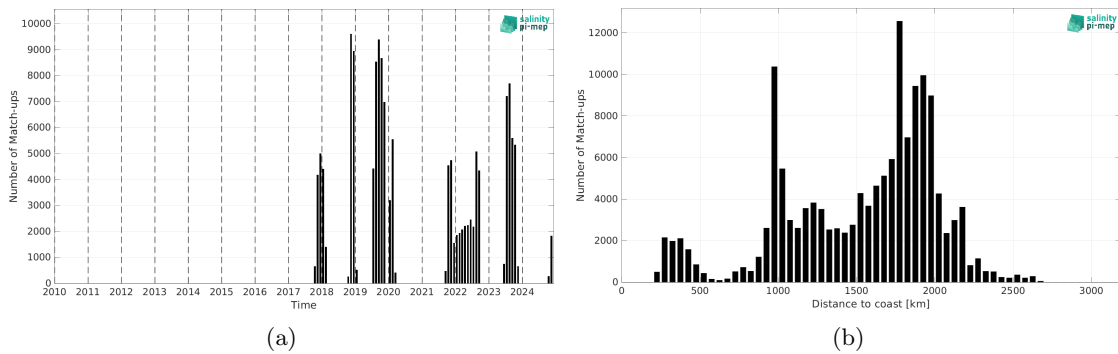 salinity
pi-mep
10000
9000
8000
7000
6000
5000
4000
3000
2000
1000
0
Number of Match-ups
2010 2011 2012 2013 2014 2015 2016 2017 2018 2019 2020 2021 2022 2023 2024
Time
(a)
salinity
pi-mep
12000
10000
8000
6000
4000
2000
0
Number of Match-ups
0 500 1000 1500 2000 2500 3000
Distance to coast [km]
(b)